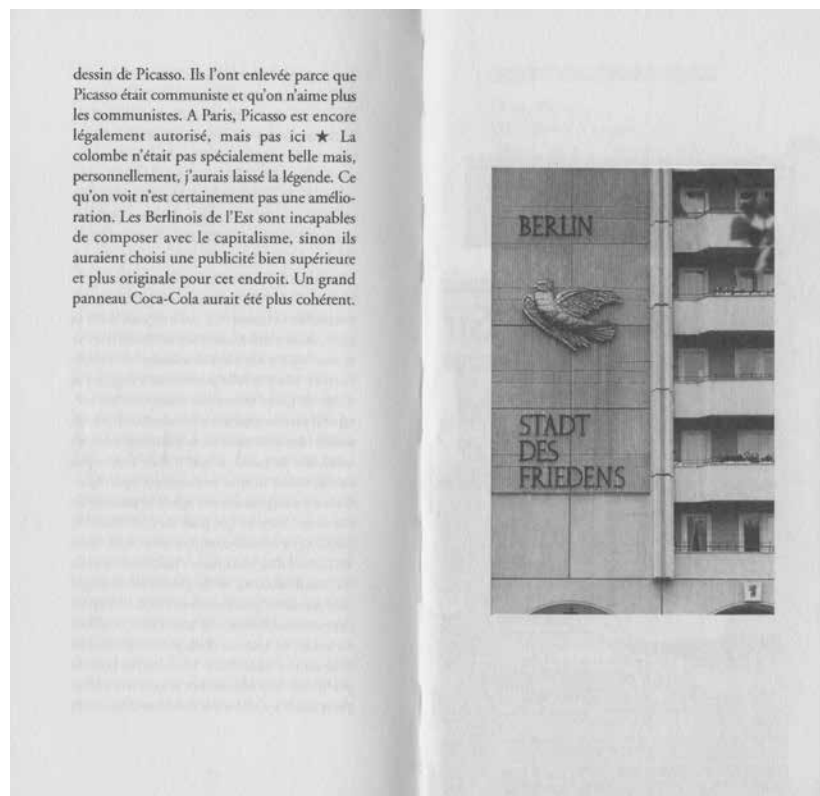 dessin de Picasso. Ils l'ont enlevée parce que
Picasso était communiste et qu'on n'aime plus
les communistes. A Paris, Picasso est encore
légalement autorisé, mais pas ici ★ La
colombe n'était pas spécialement belle mais,
personnellement, j'aurais laissé la légende. Ce
qu'on voit n'est certainement pas une amélio-
ration. Les Berlinois de l'Est sont incapables
de composer avec le capitalisme, sinon ils
auraient choisi une publicité bien supérieure
et plus originale pour cet endroit. Un grand
panneau Coca-Cola aurait été plus cohérent.
BERLIN
STADT
DES
FRIEDENS